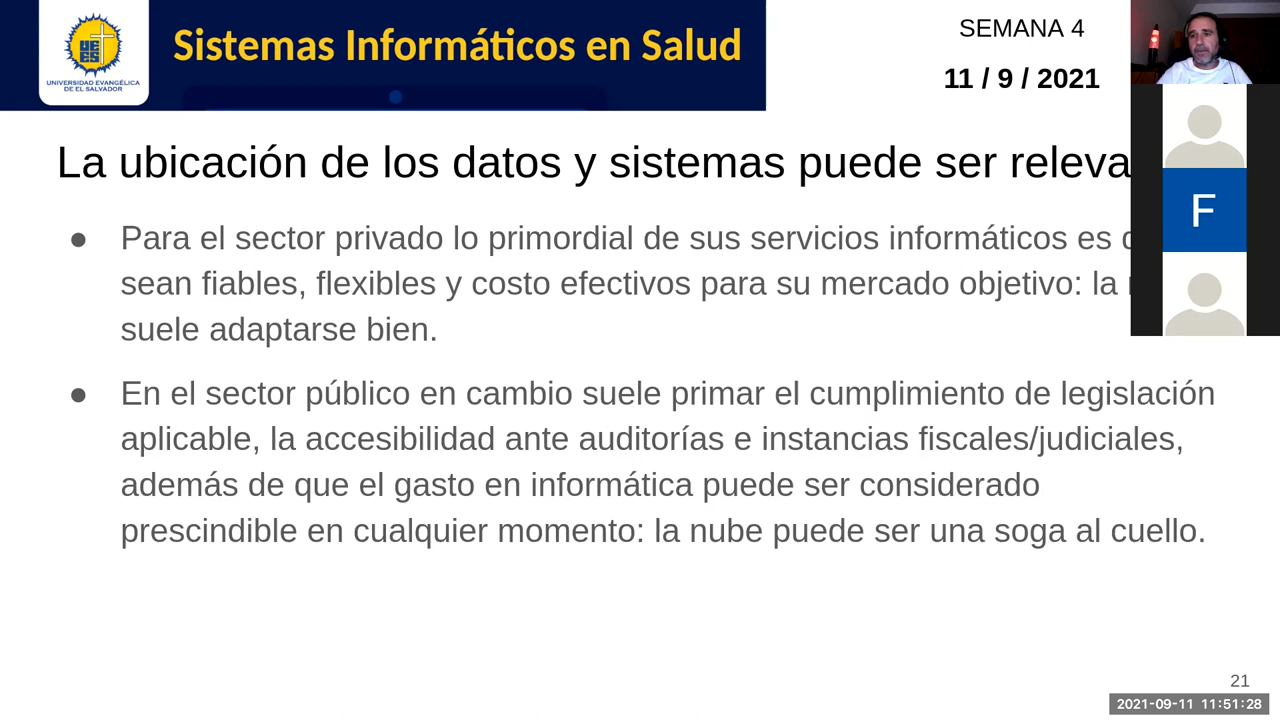 UNIVERSIDAD EVANGÉLICA
DE EL SALVADOR
Sistemas Informáticos en Salud
SEMANA 4
11 / 9 / 2021
La ubicación de los datos y sistemas puede ser
● Para el sector privado lo primordial de sus servicios informáticos es
sean fiables, flexibles y costo efectivos para su mercado objetivo: la
suele adaptarse bien.
● En el sector público en cambio suele primar el cumplimiento de legislación
aplicable, la accesibilidad ante auditorías e instancias fiscales/judiciales,
además de que el gasto en informática puede ser considerado
prescindible en cualquier momento: la nube puede ser una soga al cuello.
F
21
2021-09-11 11:51:28